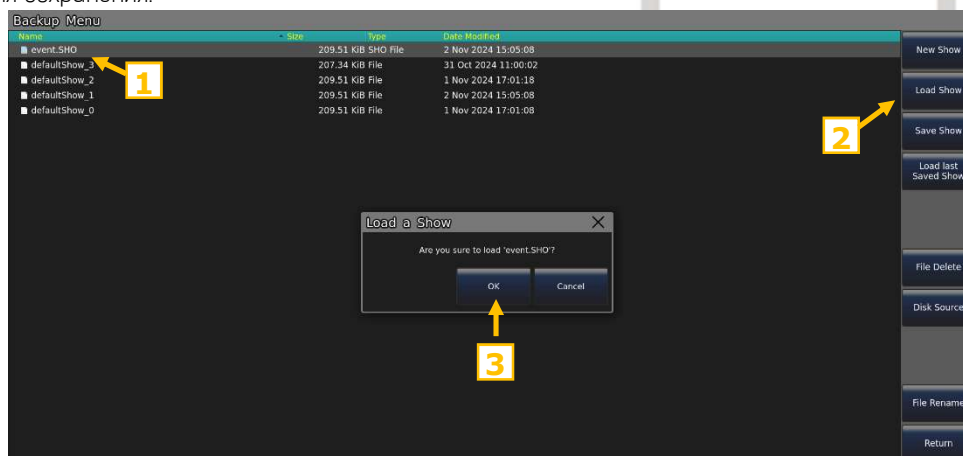 сохранения.
Backup Menu
Name Size Type Date Modified
event.SHO 209.51 KiB SHO File 2 Nov 2024 15:05:08
defaultShow_3 207.34 KiB File 31 Oct 2024 11:00:02
defaultShow_2 209.51 KiB File 1 Nov 2024 17:01:18
defaultShow_1 209.51 KiB File 2 Nov 2024 15:05:08
defaultShow_0 209.51 KiB File 1 Nov 2024 17:01:08
1
New Show
Load Show
2
Save Show
Load last
Saved Show
Load a Show
Are you sure to load 'event.SHO'?
OK Cancel
3
File Delete
Disk Source
File Rename
Return